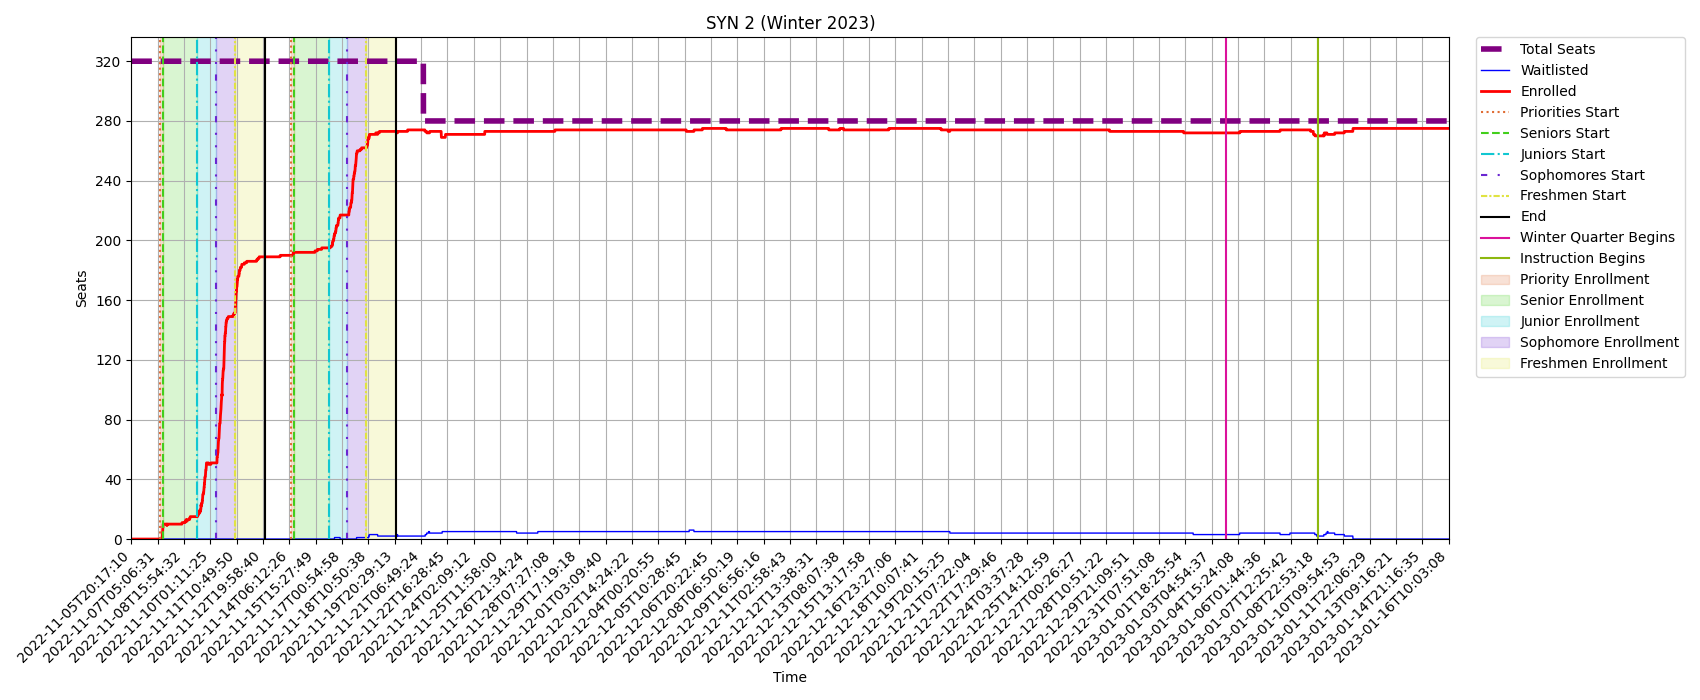 SYN 2 (Winter 2023)
Seats
320
280
240
200
160
120
80
40
0
2022-11-05T20:17:10
2022-11-07T05:06:31
2022-11-08T15:54:32
2022-11-10T01:11:25
2022-11-11T10:49:50
2022-11-12T19:58:40
2022-11-14T06:12:26
2022-11-15T15:27:49
2022-11-17T00:54:58
2022-11-18T10:50:38
2022-11-19T20:29:13
2022-11-21T06:49:24
2022-11-22T16:28:45
2022-11-24T02:09:12
2022-11-25T11:58:00
2022-11-26T21:34:24
2022-11-28T07:27:08
2022-11-29T17:19:18
2022-12-01T03:09:40
2022-12-02T14:24:22
2022-12-04T00:20:55
2022-12-05T10:28:45
2022-12-06T20:22:45
2022-12-08T06:50:19
2022-12-09T16:56:16
2022-12-11T02:58:43
2022-12-12T12:38:31
2022-12-13T08:07:38
2022-12-15T13:17:58
2022-12-16T23:27:06
2022-12-18T10:07:41
2022-12-19T20:15:25
2022-12-21T07:22:04
2022-12-22T17:29:46
2022-12-24T03:37:28
2022-12-25T14:12:59
2022-12-27T00:26:27
2022-12-28T10:51:22
2022-12-29T21:09:51
2022-12-31T07:51:08
2023-01-01T18:25:54
2023-01-03T04:54:37
2023-01-04T15:24:08
2023-01-06T01:44:36
2023-01-07T12:25:42
2023-01-08T22:53:18
2023-01-10T09:54:53
2023-01-11T22:06:29
2023-01-13T09:16:21
2023-01-14T21:16:35
2023-01-16T10:03:08
Time
Total Seats
Waitlisted
Enrolled
Priorities Start
Seniors Start
Juniors Start
Sophomores Start
Freshmen Start
End
Winter Quarter Begins
Instruction Begins
Priority Enrollment
Senior Enrollment
Junior Enrollment
Sophomore Enrollment
Freshmen Enrollment